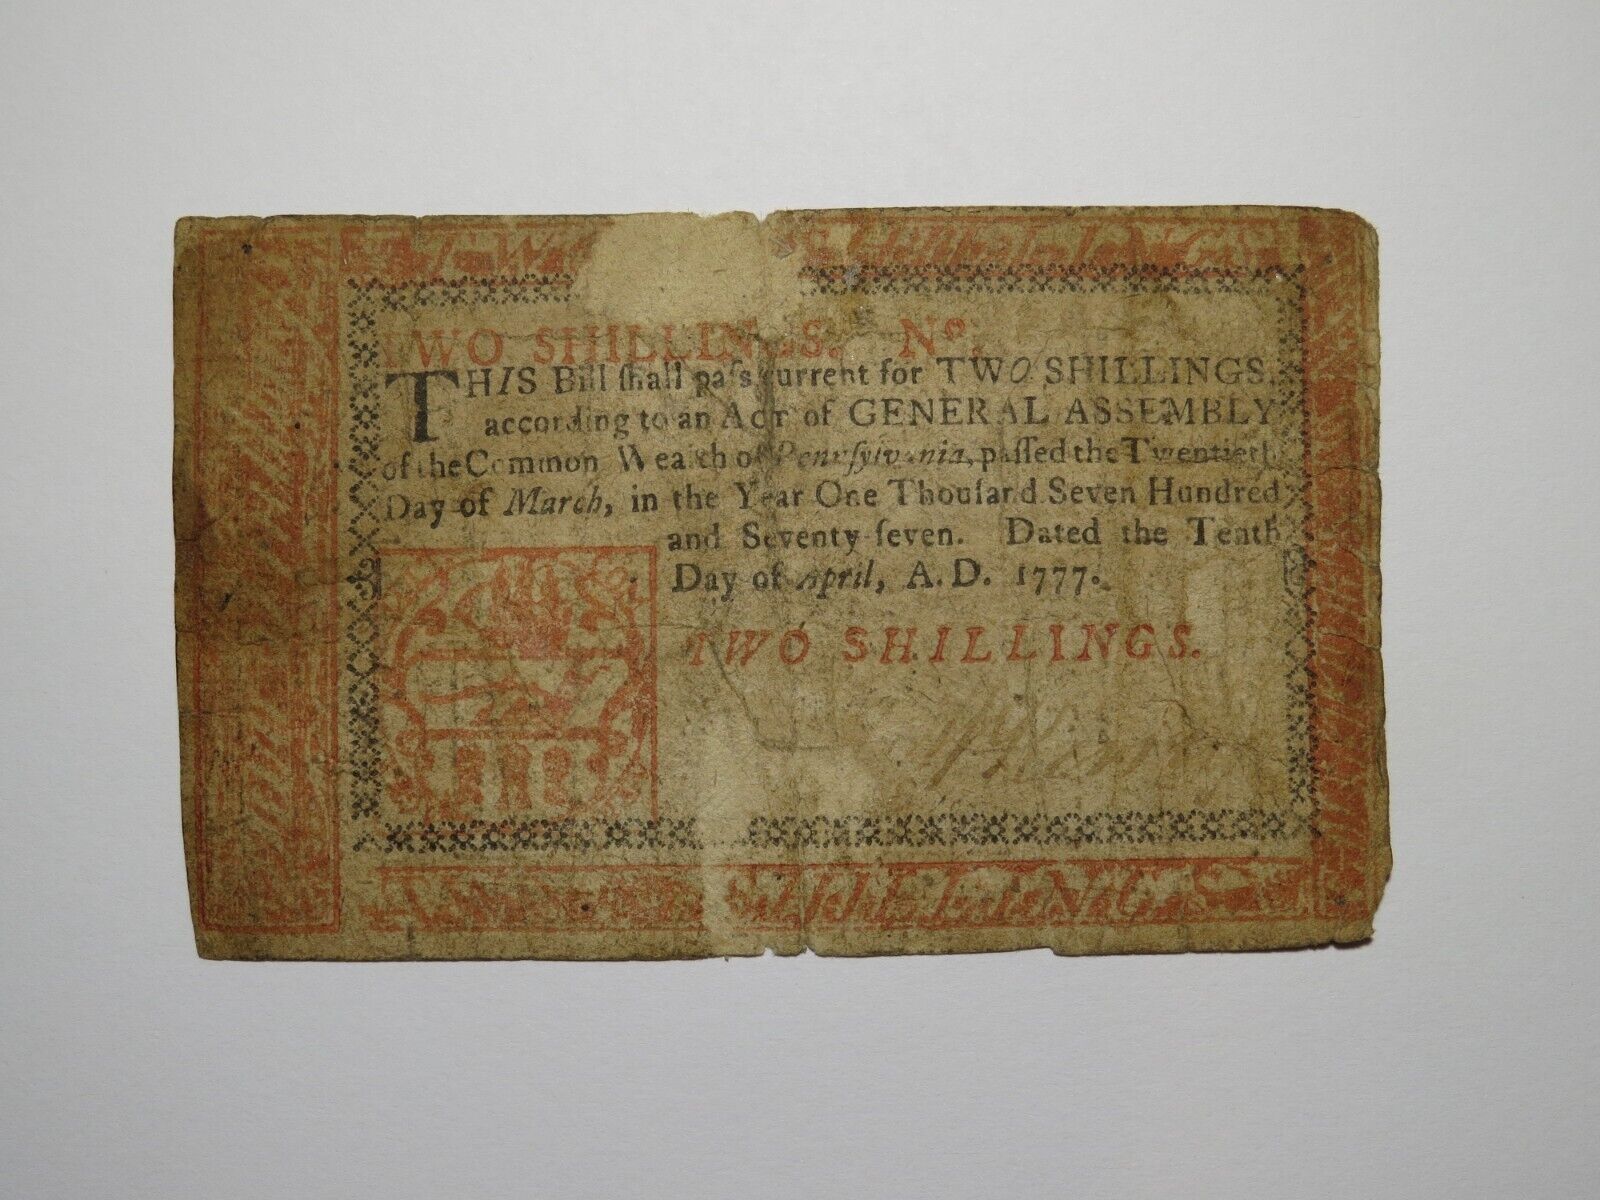 TWO SHILLINGS. No.
THIS Bill ſhall paſs current for TWO SHILLINGS,
according to an Act of GENERAL ASSEMBLY
of the Common Wealth of Pennſylvania, paſſed the Twentieth
Day of March, in the Year One Thouſand Seven Hundred
and Seventy-ſeven. Dated the Tenth
Day of April, A. D. 1777.
TWO SHILLINGS.